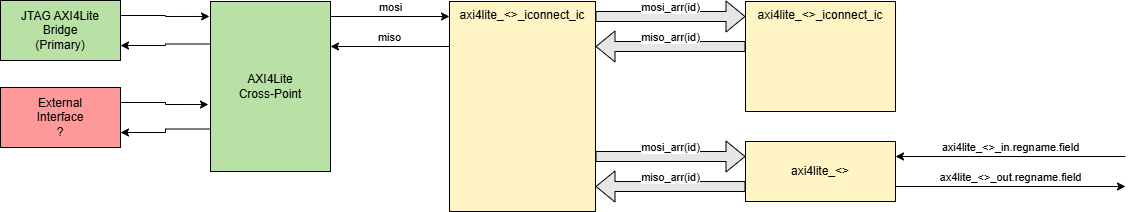 JTAG AXI4Lite
Bridge
(Primary)
External
Interface
?
AXI4Lite
Cross-Point
mosi
miso
axi4lite_<>_iconnect_ic
mosi_arr(id)
miso_arr(id)
axi4lite_<>_iconnect_ic
mosi_arr(id)
miso_arr(id)
axi4lite_<>
axi4lite_<>_in.regname.field
ax4lite_<>_out.regname.field